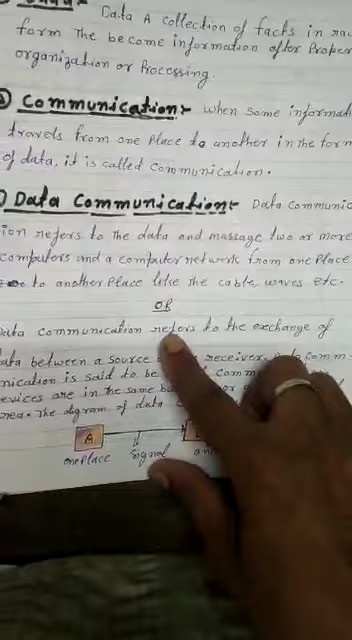 Data A collection of facts in
form the become information after Proper
organization or Processing.
Communication:- when some
travels from one Place to another in the form
of data, it is called communication.
Data Communication:- Data
ion refers to the data and massage two or more
computers and a computer network from one Place
to another Place like the cable, waves etc.
OR
Data communication refers to the exchange of
data between a source receiver.
nication is said to be
devices are in the same
area. The digram of data
A
one Place signal